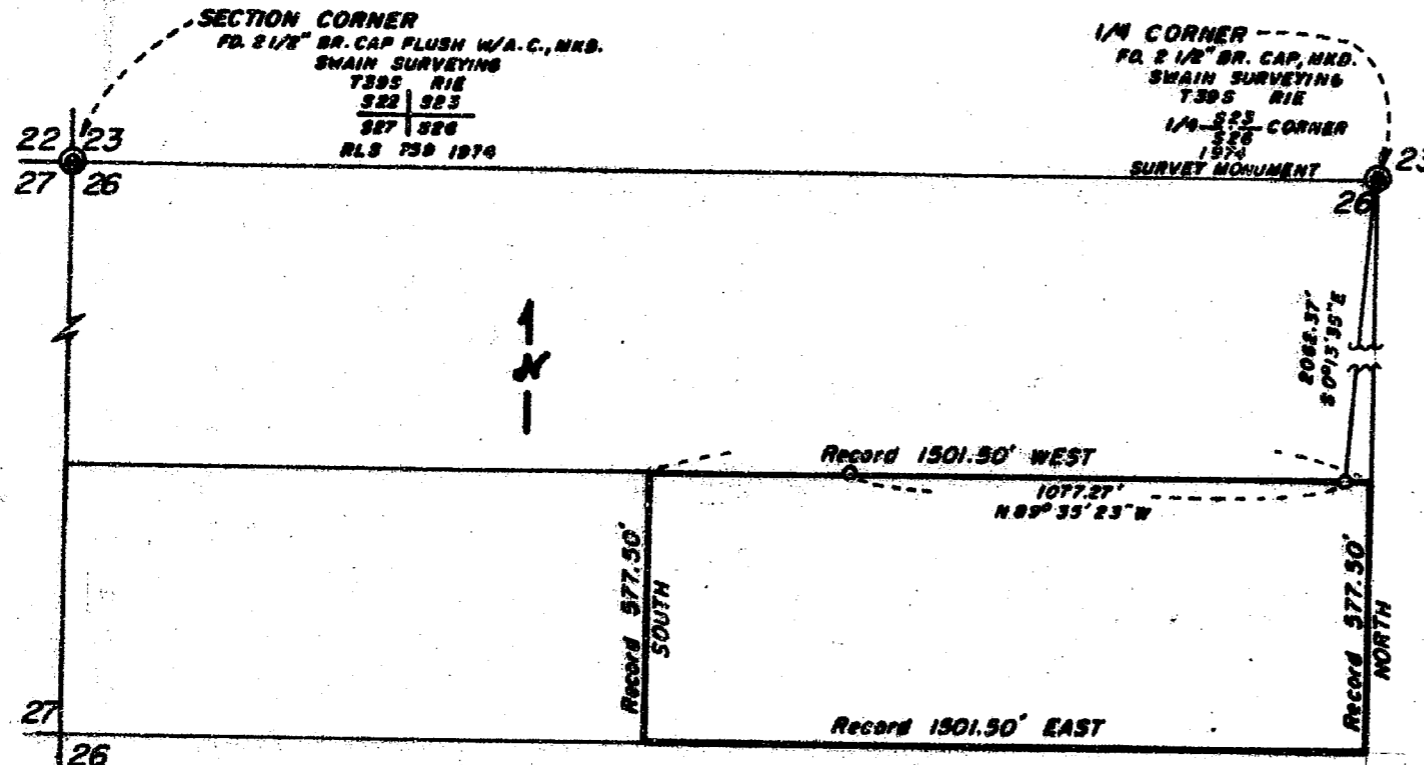 SECTION CORNER
FD. 2 1/2" BR. CAP FLUSH W/A.C., MKD.
SWAIN SURVEYING
T39S R1E
S22 S23
S27 S26
RLS 759 1974
22 23
27 26
1/4 CORNER
FD. 2 1/2" BR. CAP, MKD.
SWAIN SURVEYING
T39S R1E
S23
1/4 CORNER
S26
1974
SURVEY MONUMENT
23
26
N
2062.37'
S 0°13'35" E
Record 1501.50' WEST
1077.27'
N 89° 35' 23" W
Record 577.50'
SOUTH
Record 577.50'
NORTH
Record 1501.50' EAST
27
26